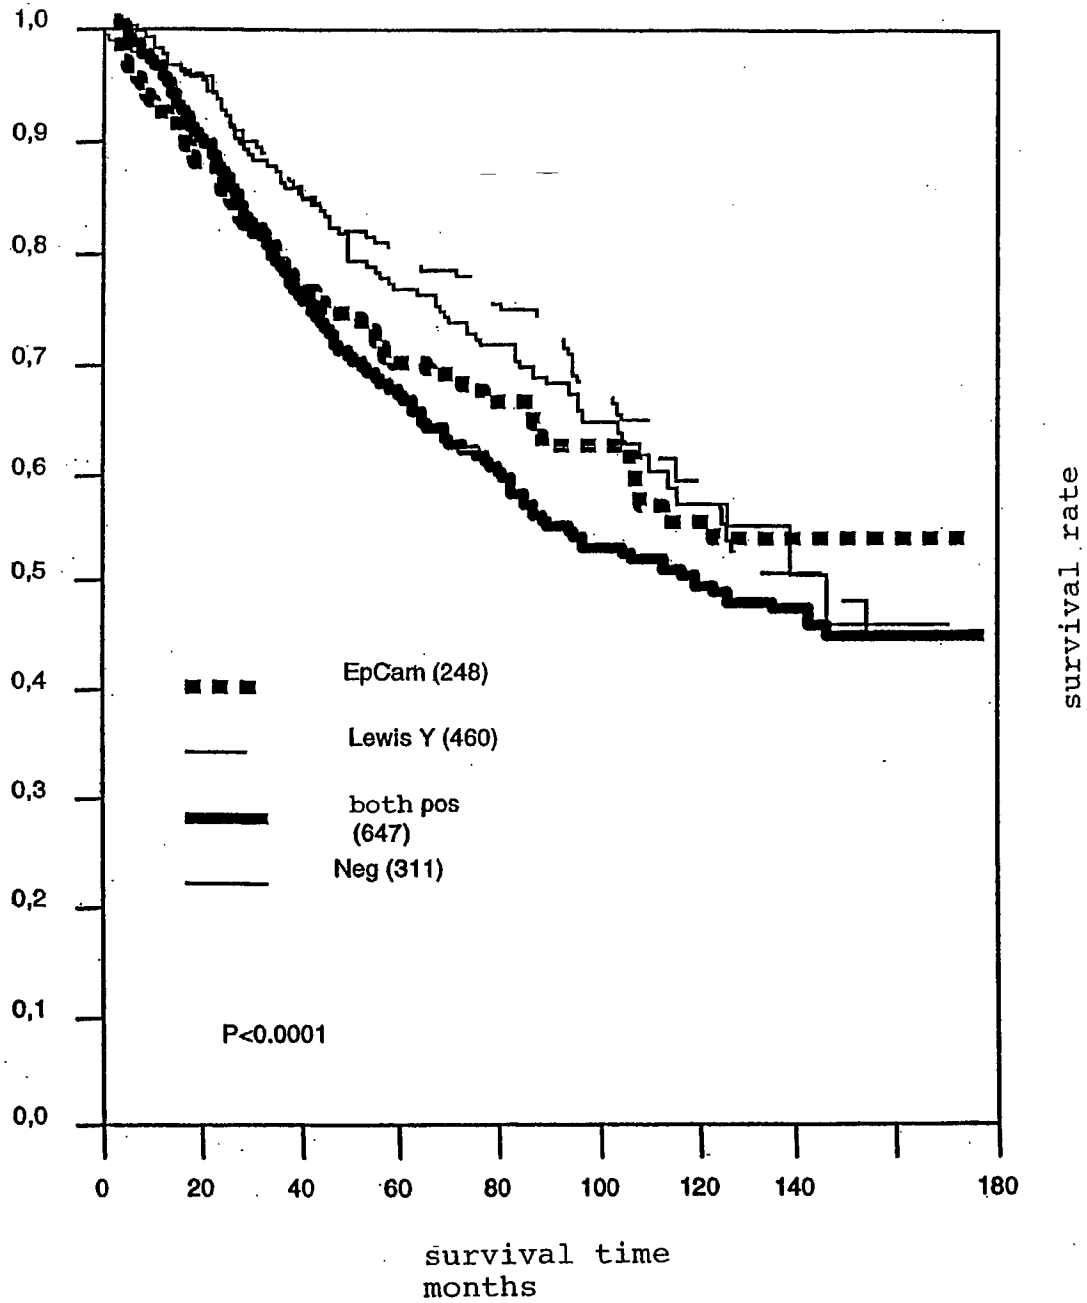 1,0
0,9
0,8
0,7
0,6
0,5
0,4
0,3
0,2
0,1
0,0
EpCam (248)
Lewis Y (460)
both pos
(647)
Neg (311)
P<0.0001
0 20 40 60 80 100 120 140 180
survival time
months
survival rate